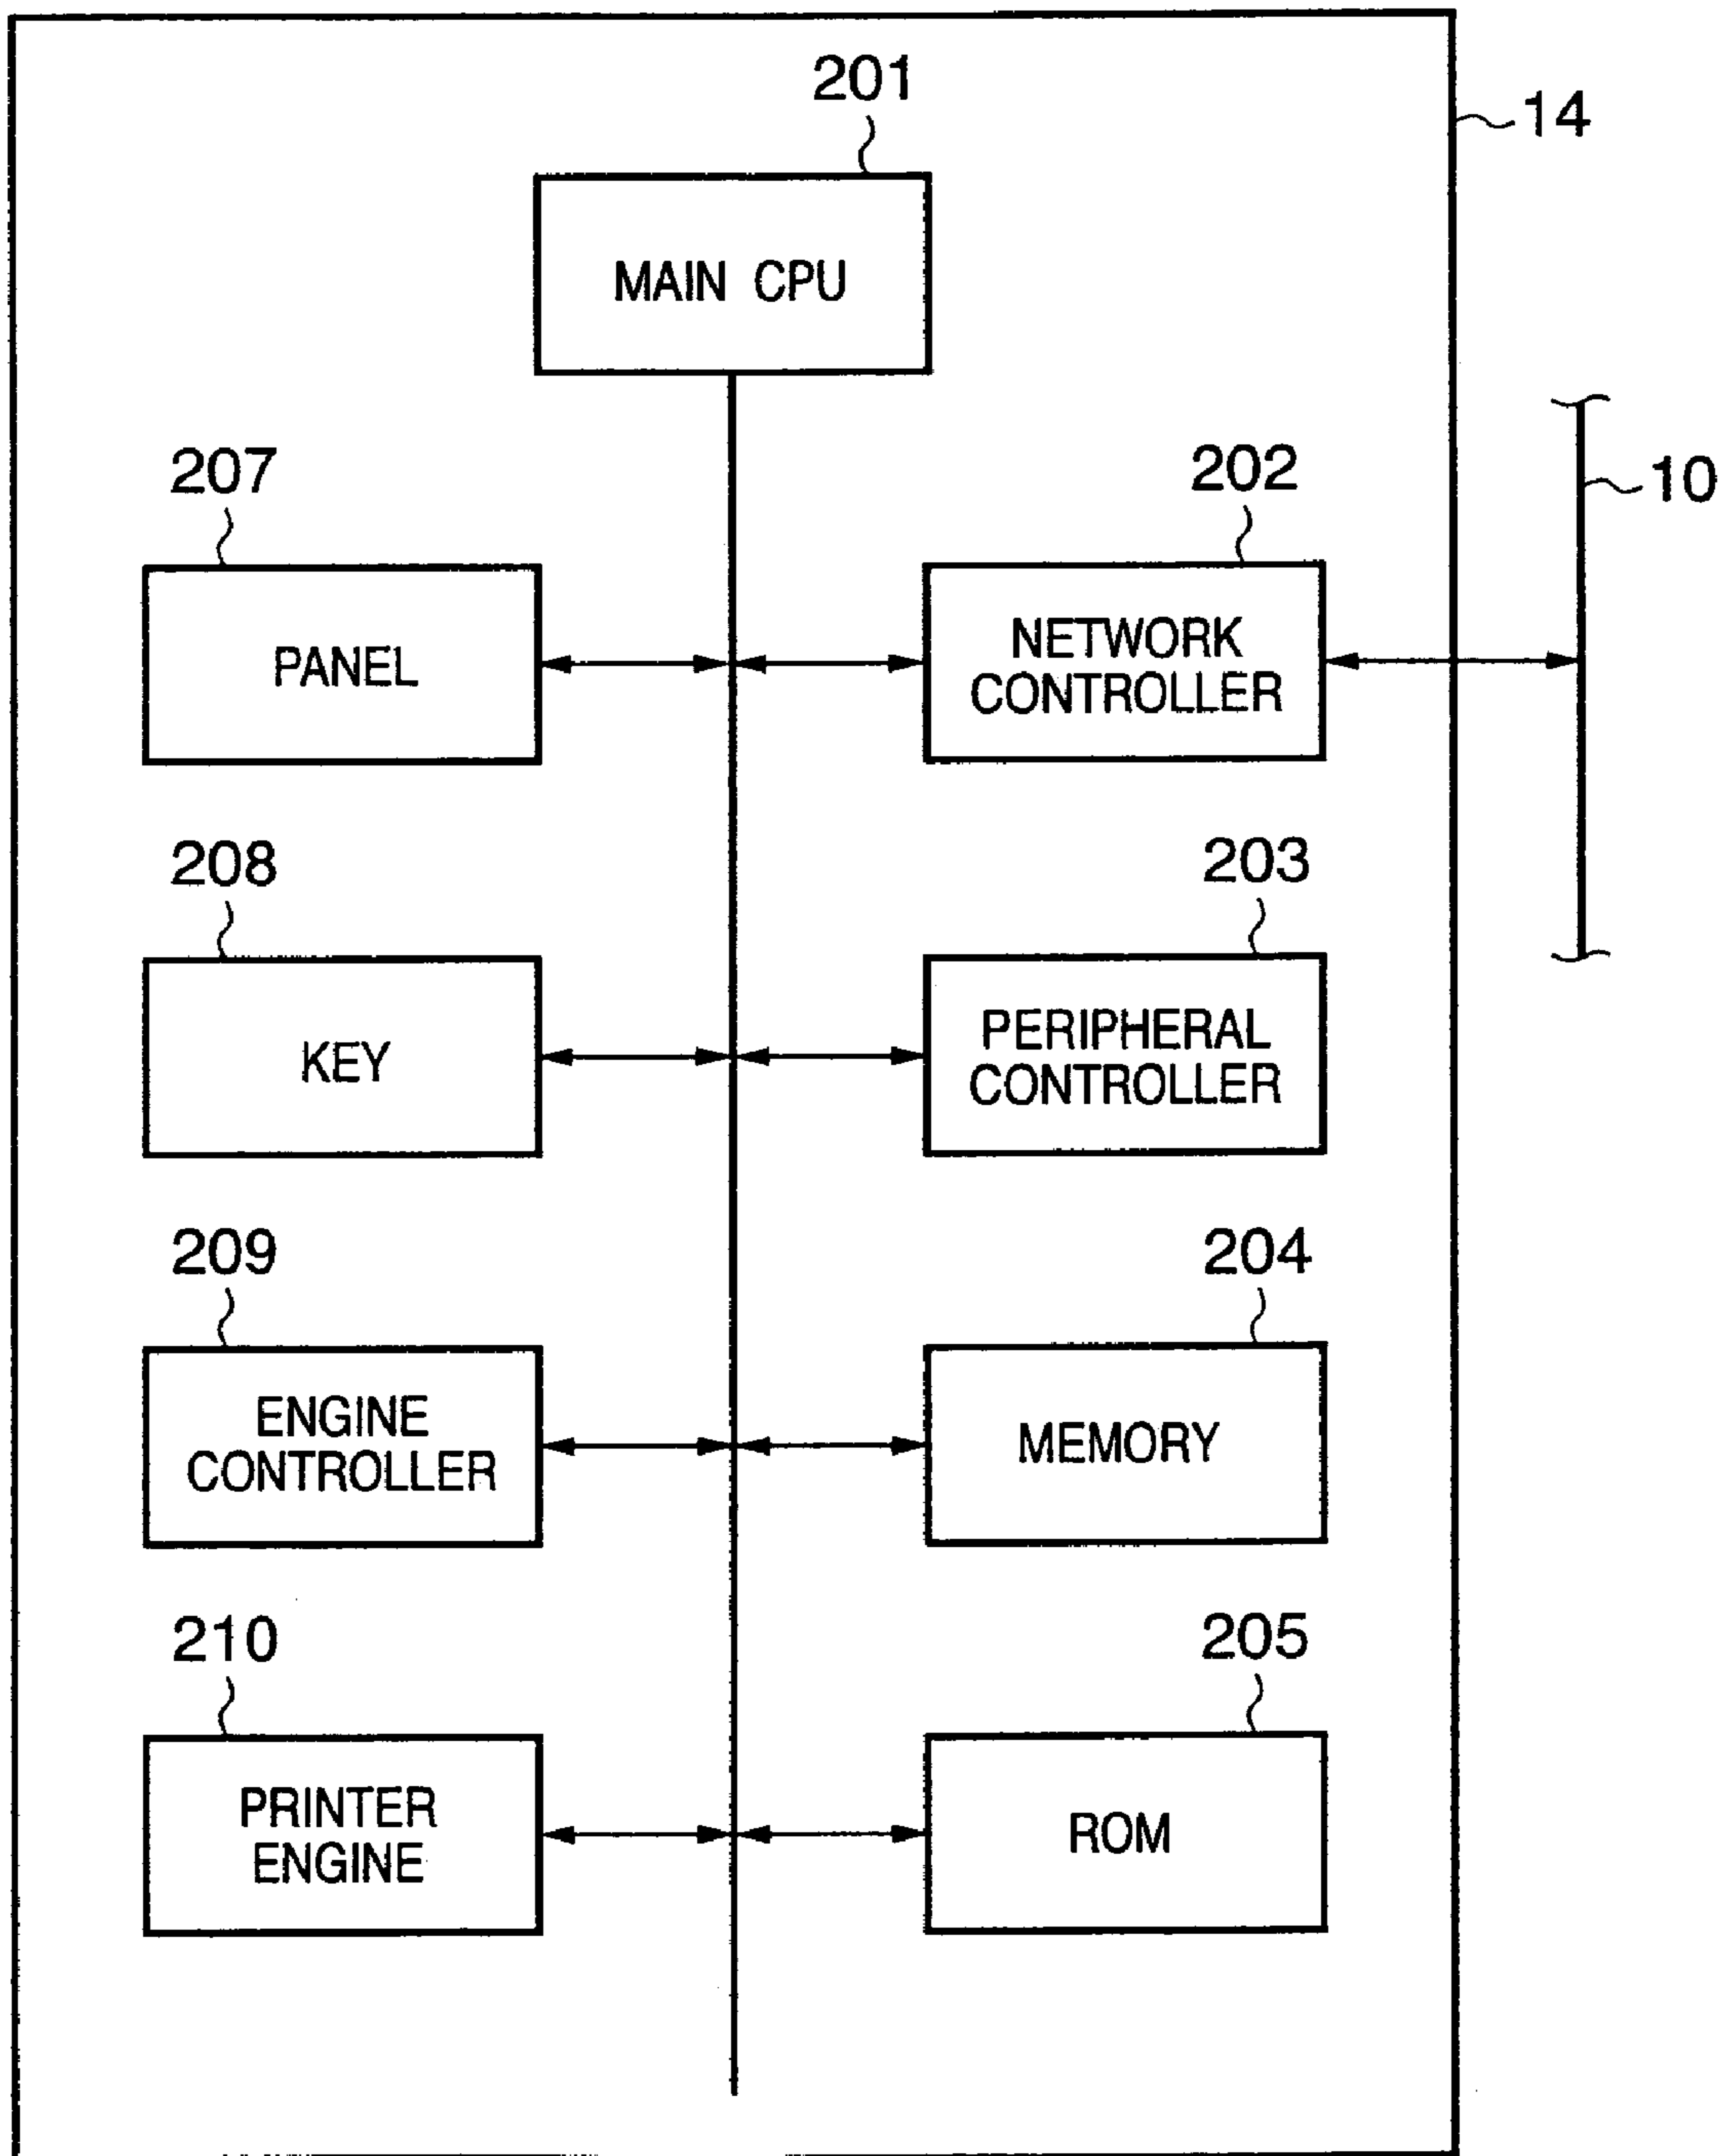 201
14
MAIN CPU
207
202
10
PANEL
NETWORK
CONTROLLER
208
203
KEY
PERIPHERAL
CONTROLLER
209
204
ENGINE
CONTROLLER
MEMORY
210
205
PRINTER
ENGINE
ROM